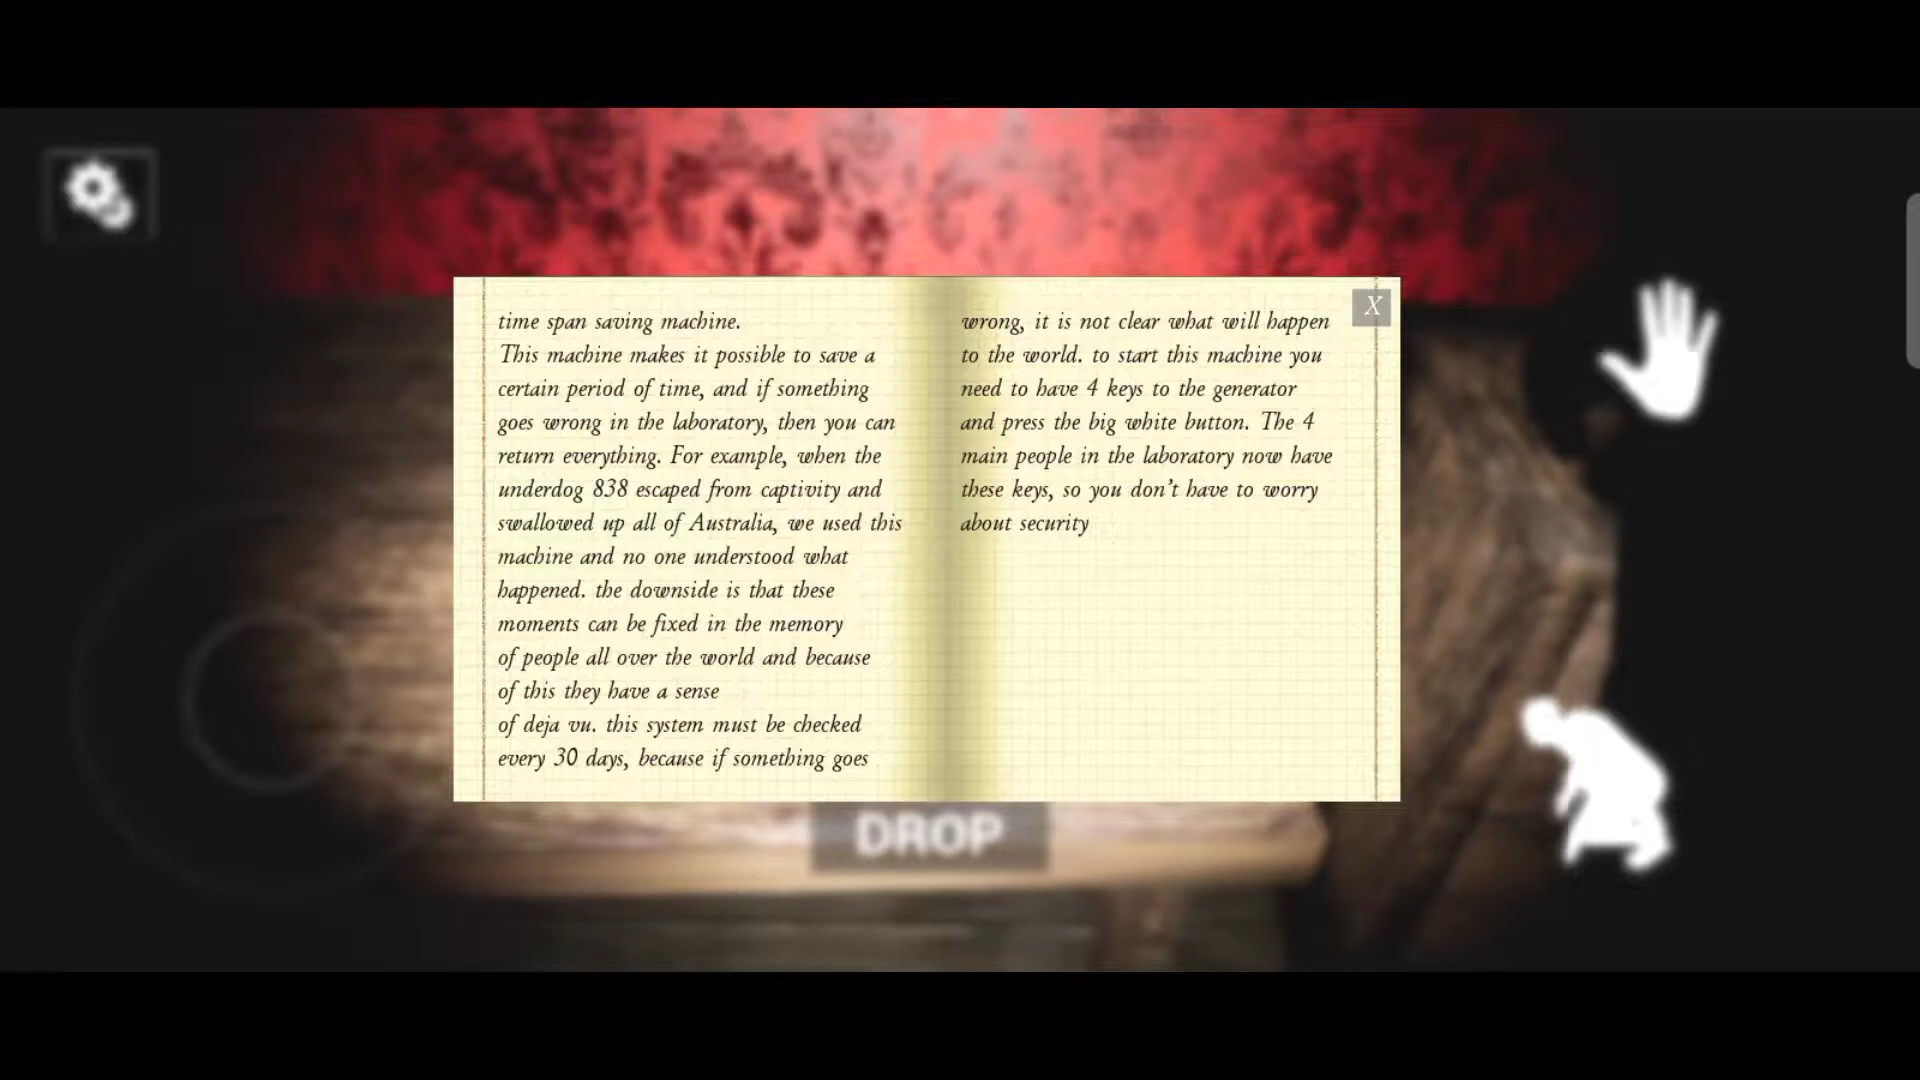 time span saving machine.
This machine makes it possible to save a
certain period of time, and if something
goes wrong in the laboratory, then you can
return everything. For example, when the
underdog 838 escaped from captivity and
swallowed up all of Australia, we used this
machine and no one understood what
happened. the downside is that these
moments can be fixed in the memory
of people all over the world and because
of this they have a sense
of deja vu. this system must be checked
every 30 days, because if something goes
wrong, it is not clear what will happen
to the world. to start this machine you
need to have 4 keys to the generator
and press the big white button. The 4
main people in the laboratory now have
these keys, so you don't have to worry
about security
X
DROP